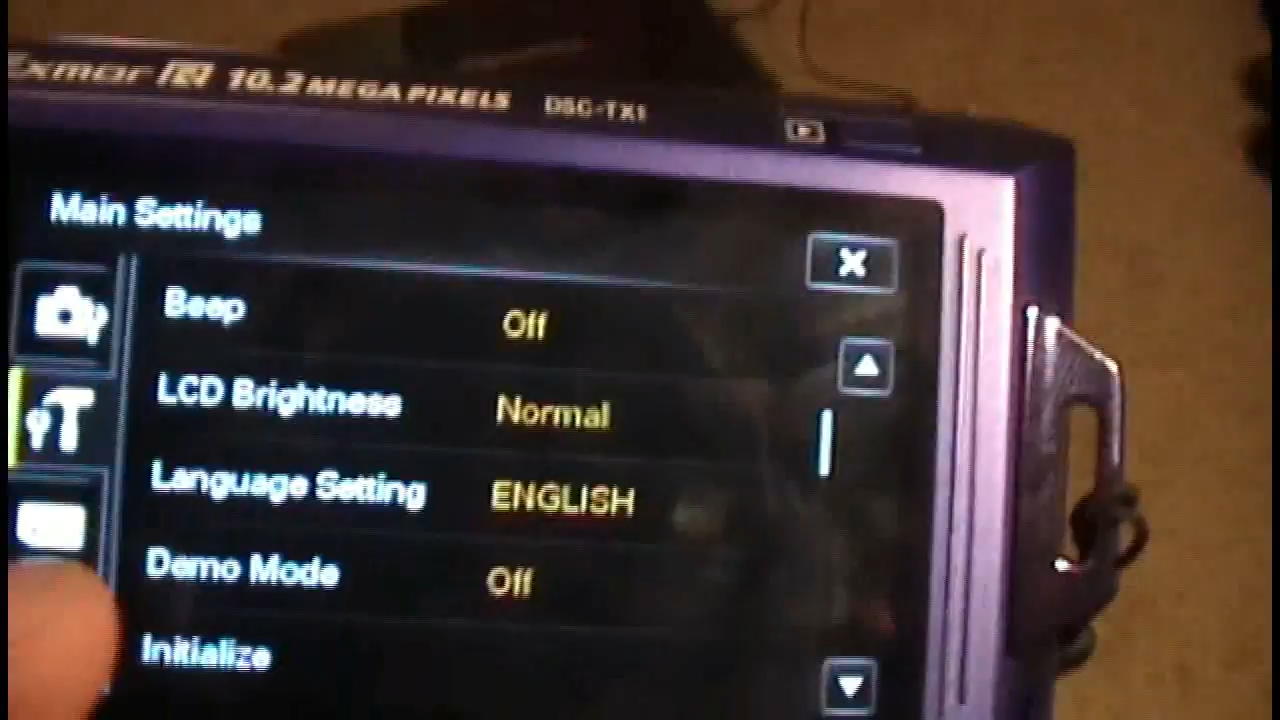 Exmor R 10.2 MEGA PIXELS DSC-TX1
Main Settings
Beep Off
LCD Brightness Normal
Language Setting ENGLISH
Demo Mode Off
Initialize